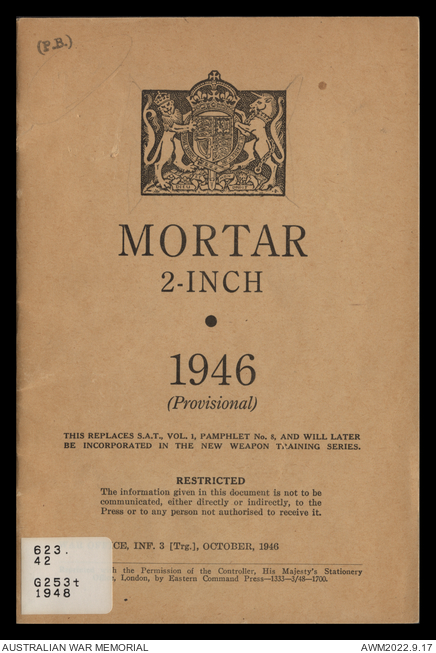 (P.B.)
MORTAR
2-INCH
1946
(Provisional)
THIS REPLACES S.A.T., VOL. 1, PAMPHLET No. 8, AND WILL LATER
BE INCORPORATED IN THE NEW WEAPON TRAINING SERIES.
RESTRICTED
The information given in this document is not to be
communicated, either directly or indirectly, to the
Press or to any person not authorised to receive it.
ICE, INF. 3 [Trg.], OCTOBER, 1946
the Permission of the Controller, His Majesty's Stationery
London, by Eastern Command Press—1333—3/48—1700.
623.
42
G253t
1948
AUSTRALIAN WAR MEMORIAL
AWM2022.9.17